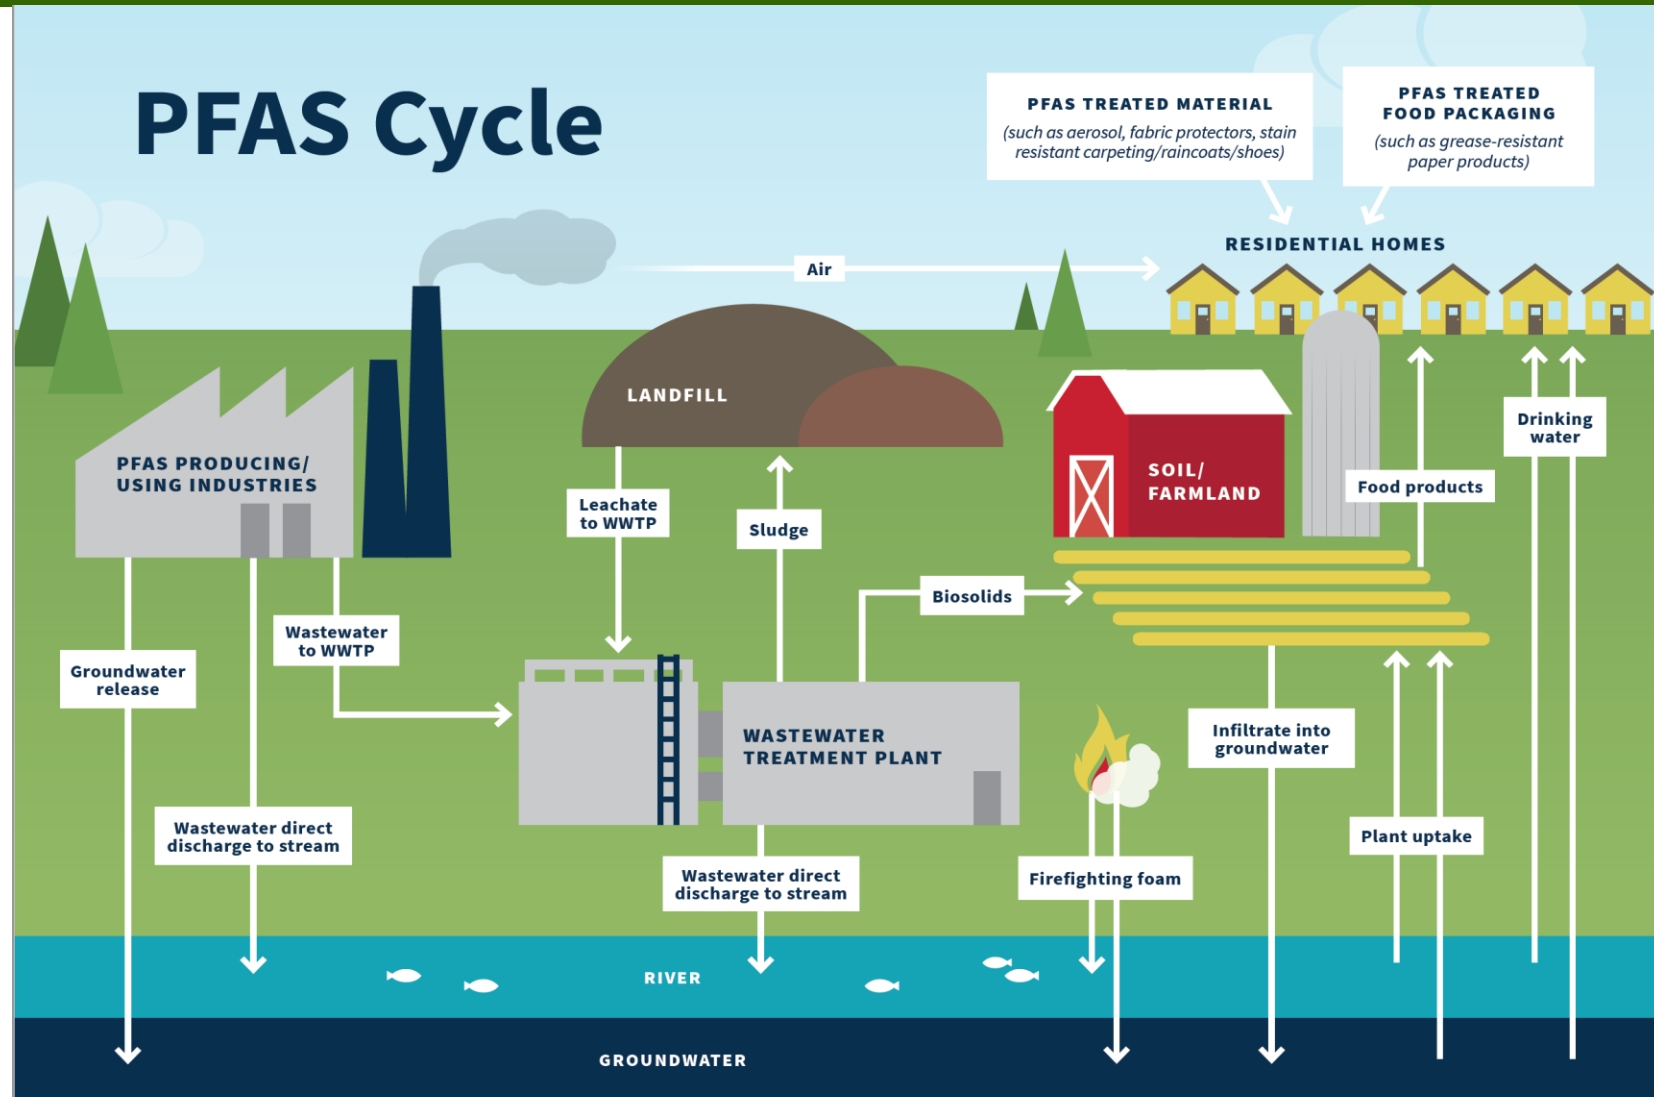 PFAS Cycle
PFAS TREATED MATERIAL
(such as aerosol, fabric protectors, stain
resistant carpeting/raincoats/shoes)
PFAS TREATED
FOOD PACKAGING
(such as grease-resistant
paper products)
RESIDENTIAL HOMES
Air
LANDFILL
PFAS PRODUCING/
USING INDUSTRIES
SOIL/
FARMLAND
Drinking
water
Food products
Leachate
to WWTP
Sludge
Biosolids
Wastewater
to WWTP
Groundwater
release
WASTEWATER
TREATMENT PLANT
Infiltrate into
groundwater
Wastewater direct
discharge to stream
Plant uptake
Wastewater direct
discharge to stream
Firefighting foam
RIVER
GROUNDWATER